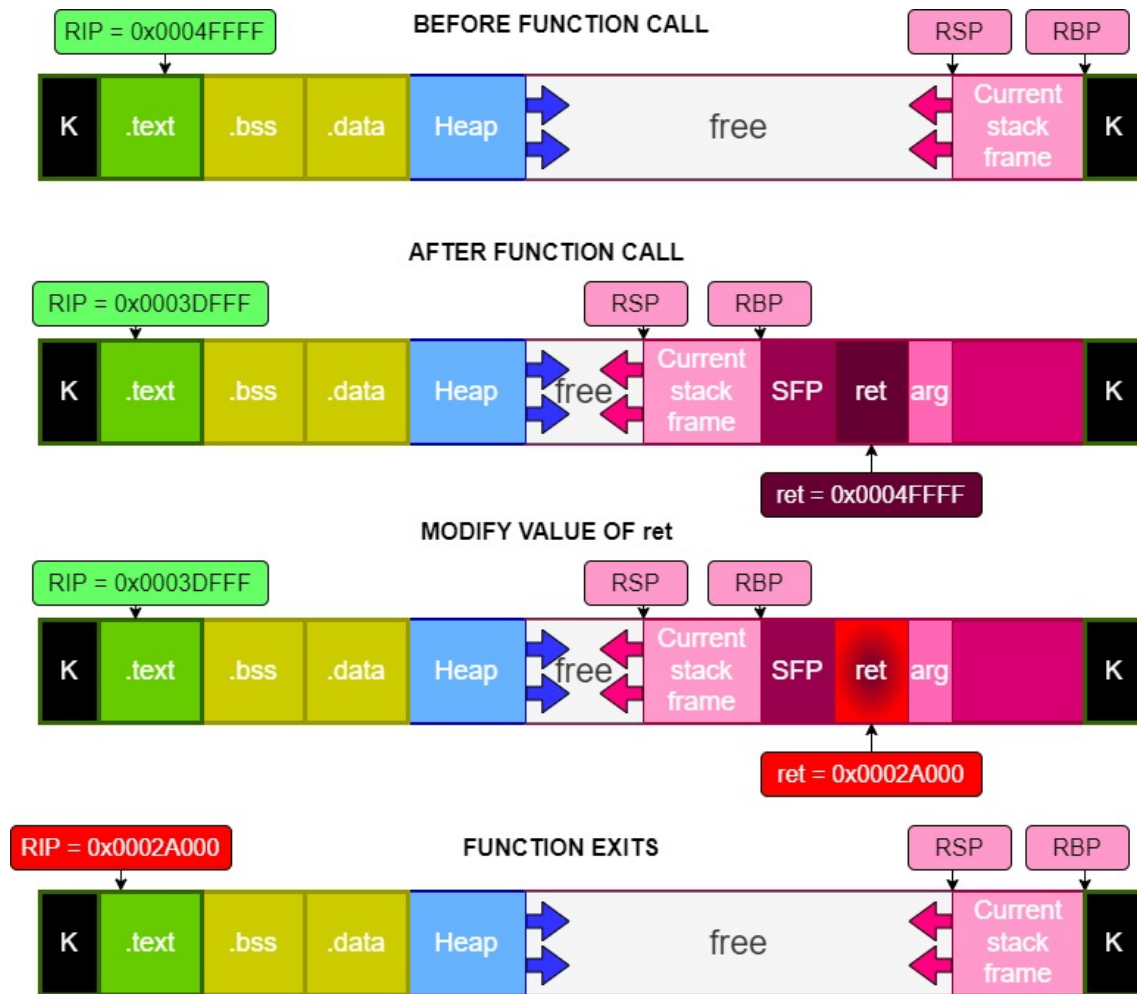 BEFORE FUNCTION CALL
RIP = 0x0004FFFF
RSP
RBP
K
.text
.bss
.data
Heap
free
Current
stack
frame
K
AFTER FUNCTION CALL
RIP = 0x0003DFFF
RSP
RBP
K
.text
.bss
.data
Heap
free
Current
stack
frame
SFP
ret
arg
K
ret = 0x0004FFFF
MODIFY VALUE OF ret
RIP = 0x0003DFFF
RSP
RBP
K
.text
.bss
.data
Heap
free
Current
stack
frame
SFP
ret
arg
K
ret = 0x0002A000
FUNCTION EXITS
RIP = 0x0002A000
RSP
RBP
K
.text
.bss
.data
Heap
free
Current
stack
frame
K